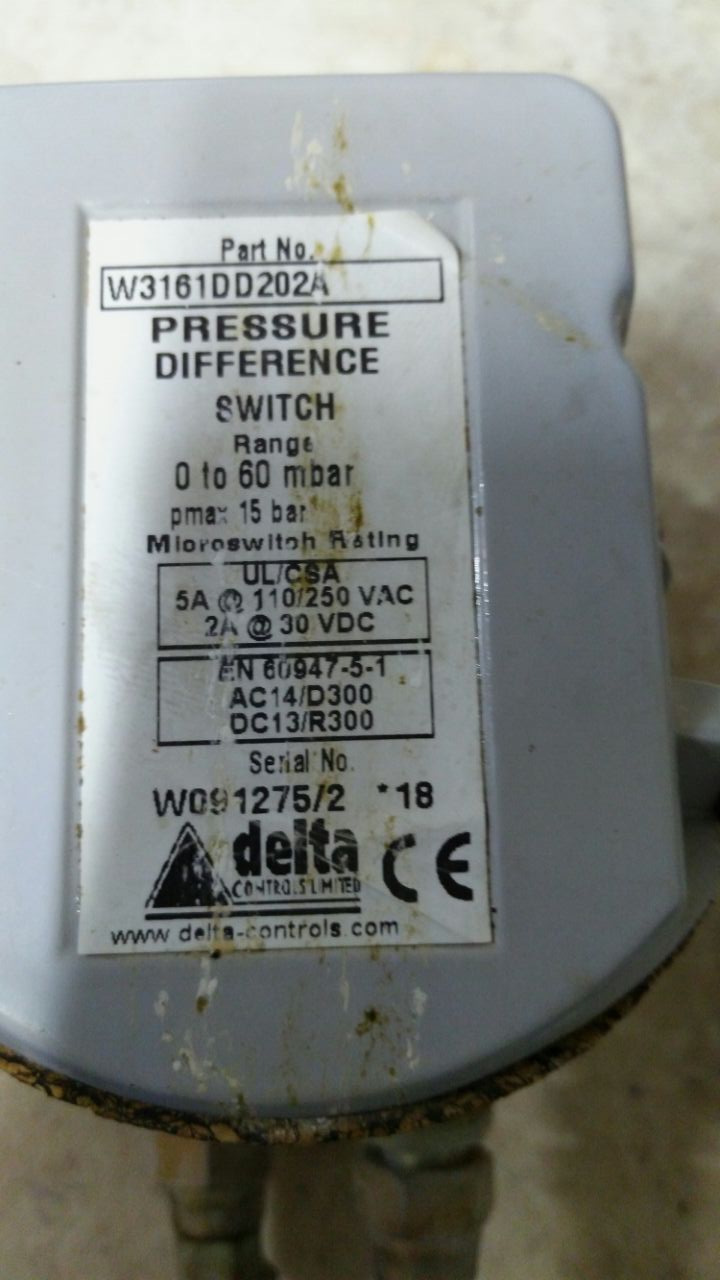 Part No.
W3161DD202A
PRESSURE
DIFFERENCE
SWITCH
Range
0 to 60 mbar
pmax 15 bar
Microswitch Rating
UL/CSA
5A @ 110/250 VAC
2A @ 30 VDC
EN 60947-5-1
AC14/D300
DC13/R300
Serial No.
W091275/2 *18
delta CE
CONTROLS LIMITED
www.delta-controls.com